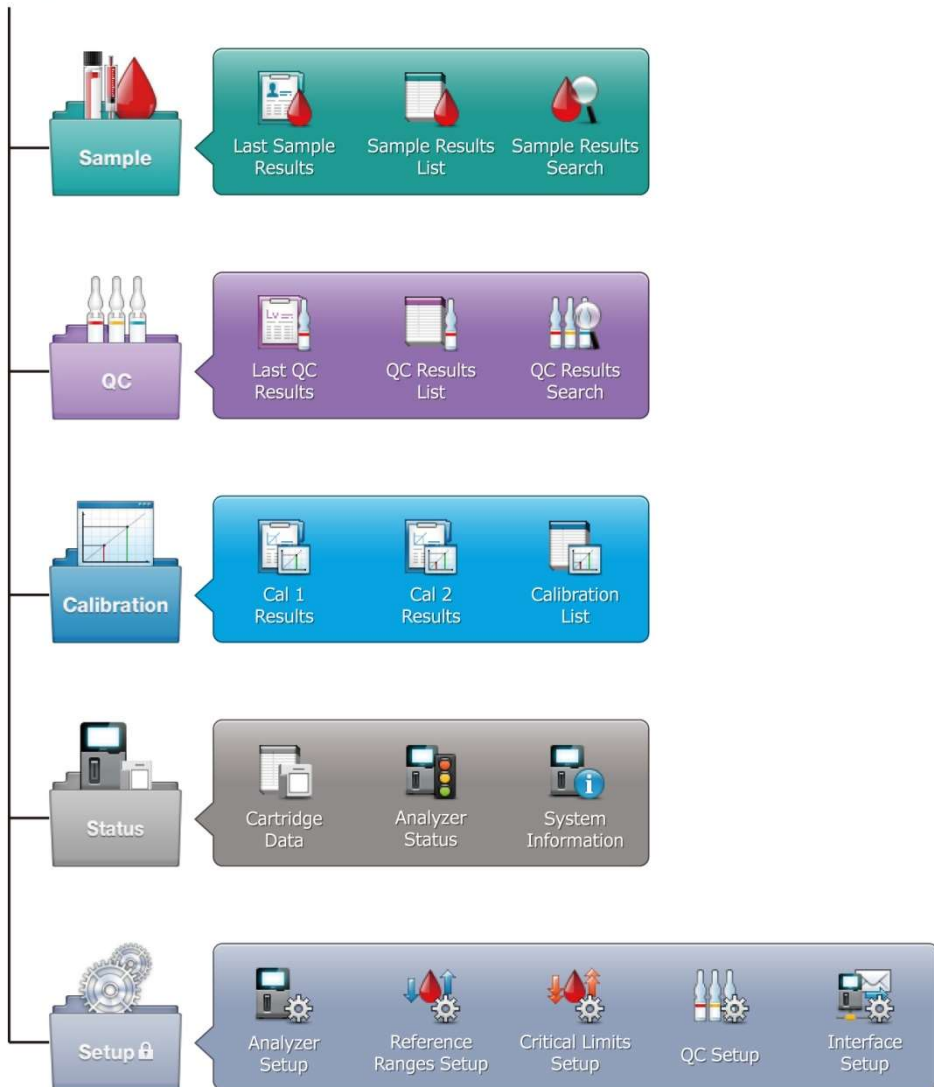 Sample
Last Sample
Results
Sample Results
List
Sample Results
Search
QC
Lv
Last QC
Results
QC Results
List
QC Results
Search
Calibration
Cal 1
Results
Cal 2
Results
Calibration
List
Status
Cartridge
Data
Analyzer
Status
i
System
Information
Setup
Analyzer
Setup
Reference
Ranges Setup
Critical Limits
Setup
QC Setup
Interface
Setup